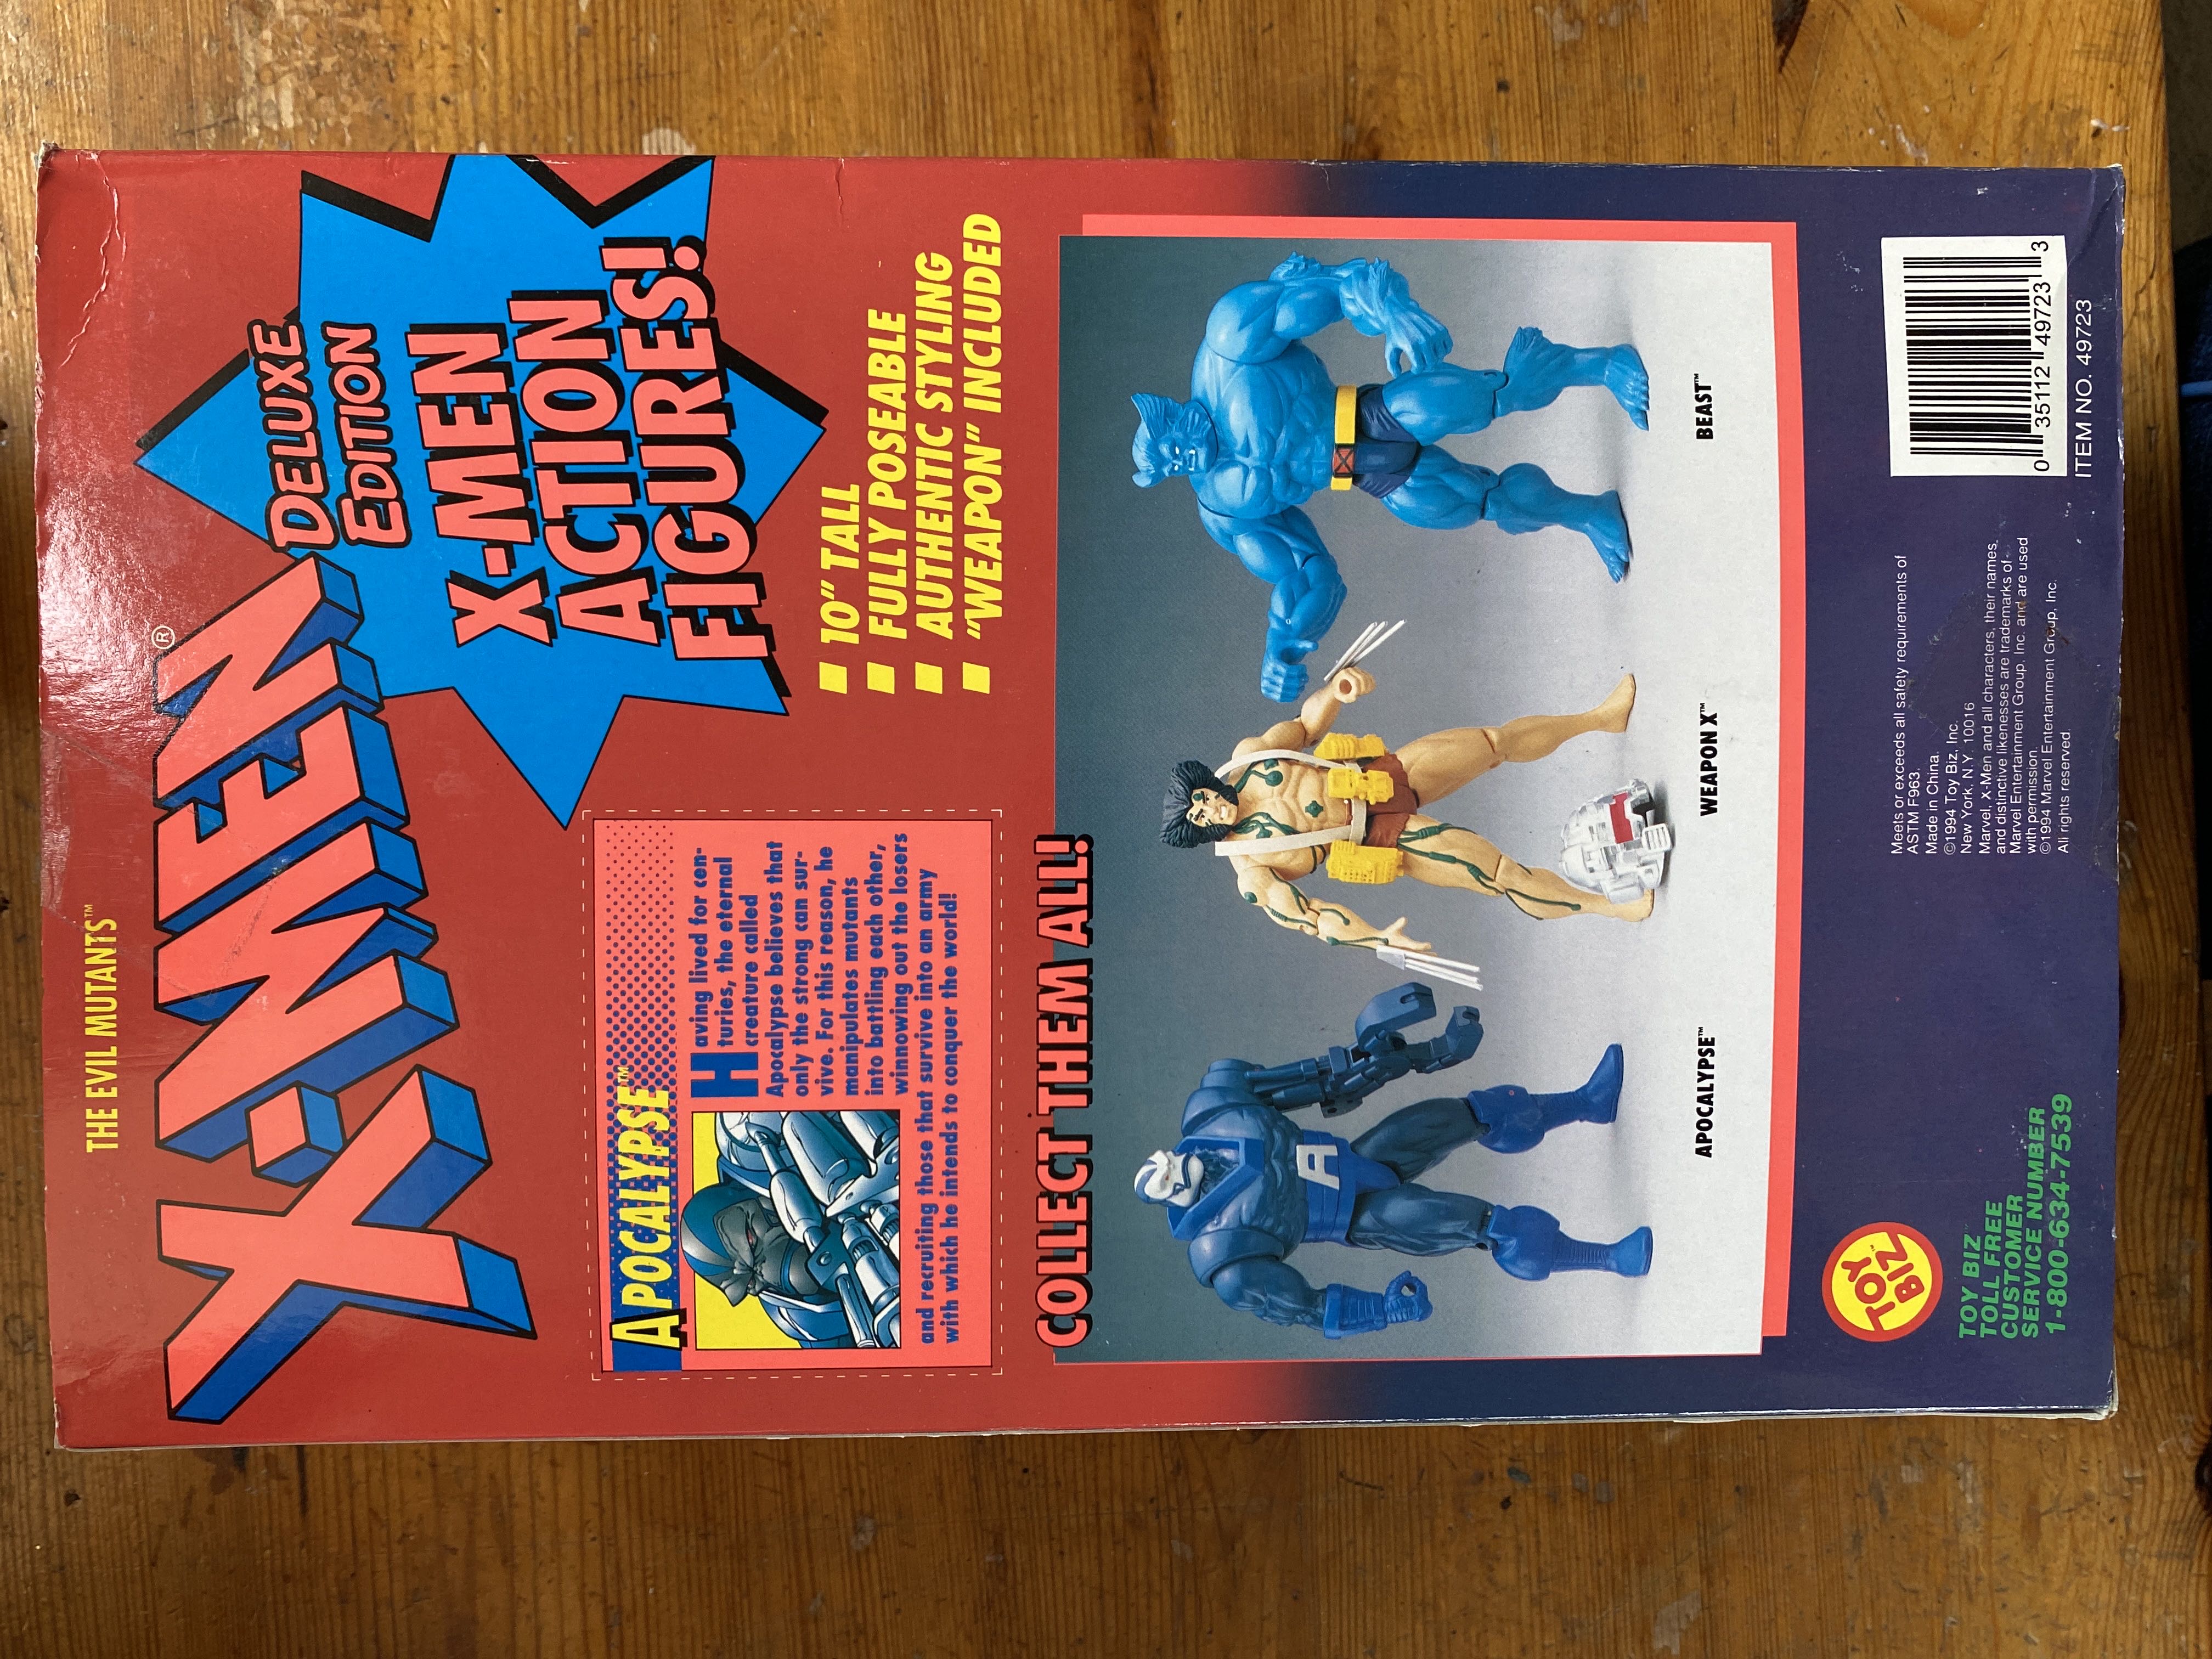 THE EVIL MUTANTS™
X-MEN®
DELUXE
EDITION
X-MEN
ACTION
FIGURES!
APOCALYPSE™
Having lived for cen-
turies, the eternal
creature called
Apocalypse believes that
only the strong can sur-
vive. For this reason, he
manipulates mutants
into battling each other,
winnowing out the losers
and recruiting those that survive into an army
with which he intends to conquer the world!
■ 10" TALL
■ FULLY POSEABLE
■ AUTHENTIC STYLING
■ "WEAPON" INCLUDED
COLLECT THEM ALL!
A
APOCALYPSE™
WEAPON X™
BEAST™
TOY
BIZ™
TOY BIZ
TOLL FREE
CUSTOMER
SERVICE NUMBER
1-800-634-7539
Meets or exceeds all safety requirements of
ASTM F963.
Made in China.
©1994 Toy Biz, Inc.
New York, N.Y. 10016
Marvel, X-Men and all characters, their names,
and distinctive likenesses are trademarks of
Marvel Entertainment Group, Inc. and are used
with permission.
©1994 Marvel Entertainment Group, Inc.
All rights reserved.
0 35112 49723 3
ITEM NO. 49723